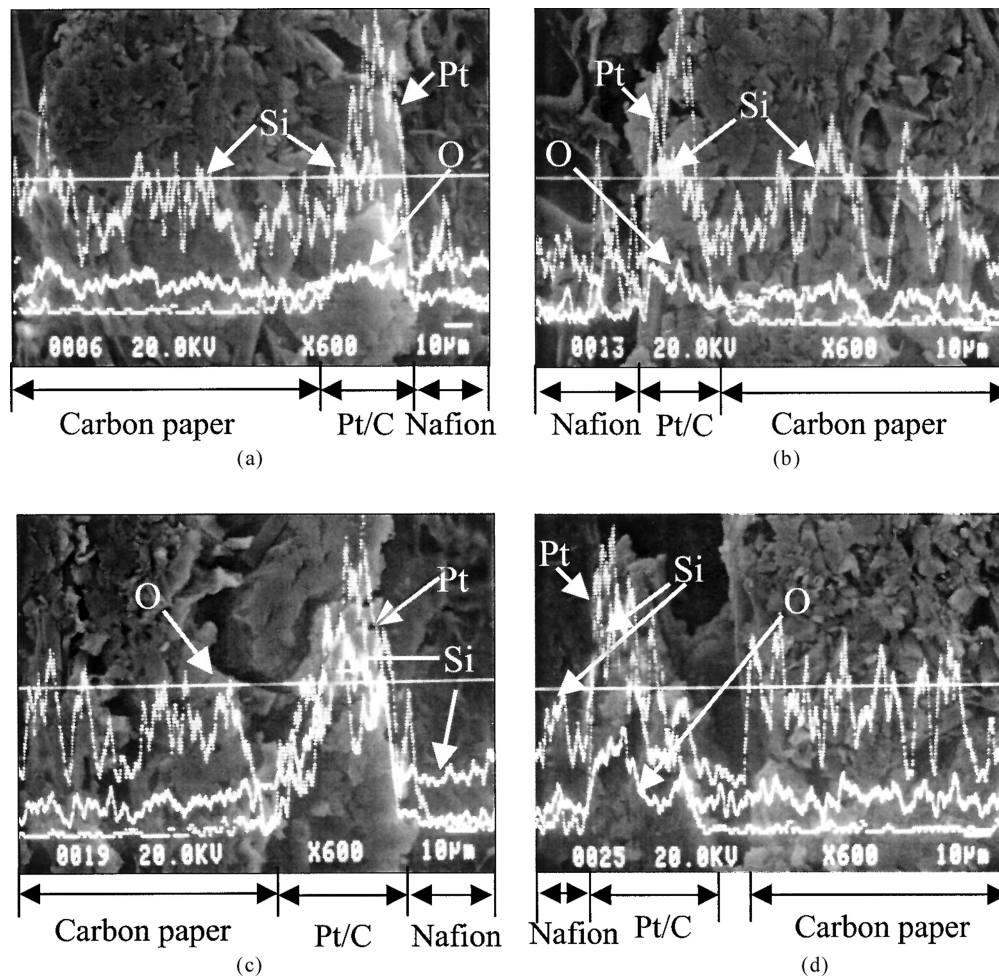 Pt
Si
O
0006 20.0KV X600 10µm
Carbon paper Pt/C Nafion
(a)
Pt
Si
O
0013 20.0KV X600 10µm
Nafion Pt/C Carbon paper
(b)
O
Pt
Si
0019 20.0KV X600 10µm
Carbon paper Pt/C Nafion
(c)
Pt
Si
O
0025 20.0KV X600 10µm
Nafion Pt/C Carbon paper
(d)